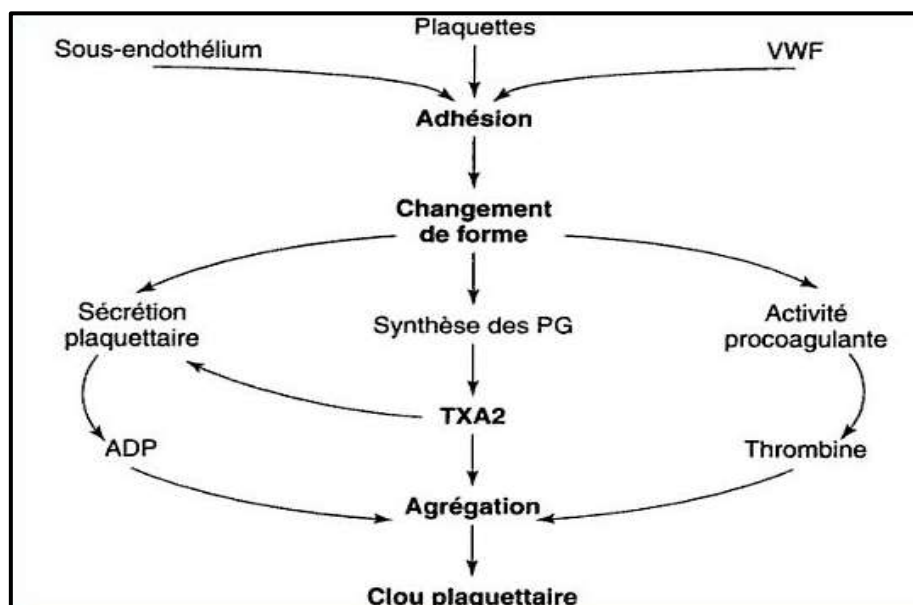 Plaquettes
Sous-endothélium
VWF
Adhésion
Changement
de forme
Sécrétion
plaquettaire
Synthèse des PG
Activité
procoagulante
TXA2
ADP
Thrombine
Agrégation
Clou plaquettaire